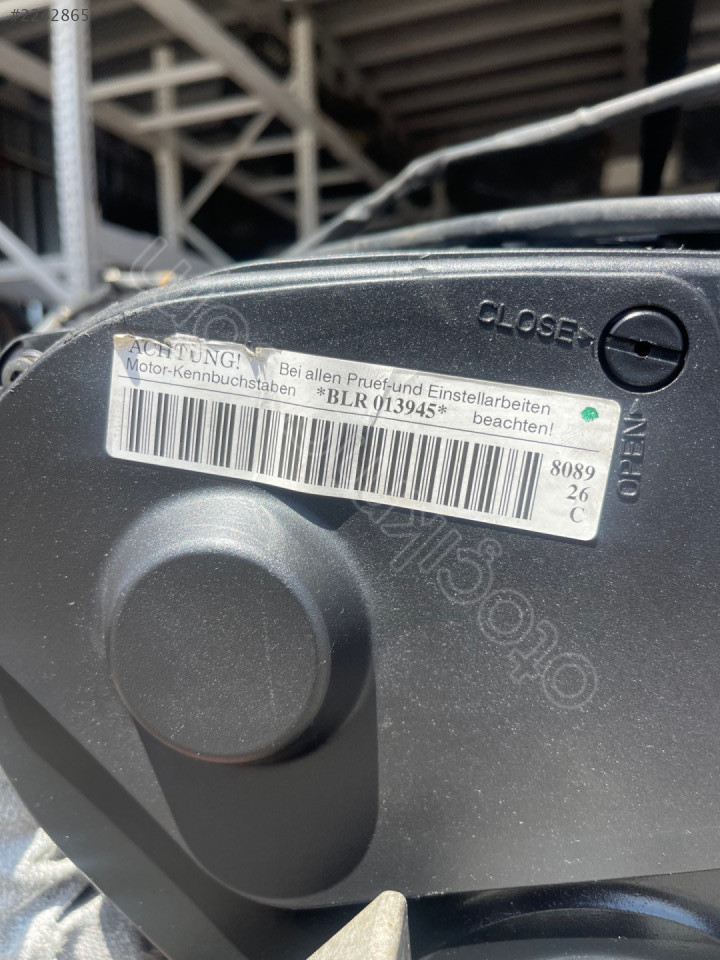 CLOSE
ACHTUNG! Bei allen Pruef-und Einstellarbeiten
Motor-Kennbuchstaben *BLR 013945* beachten!
8089
26
C
OPEN